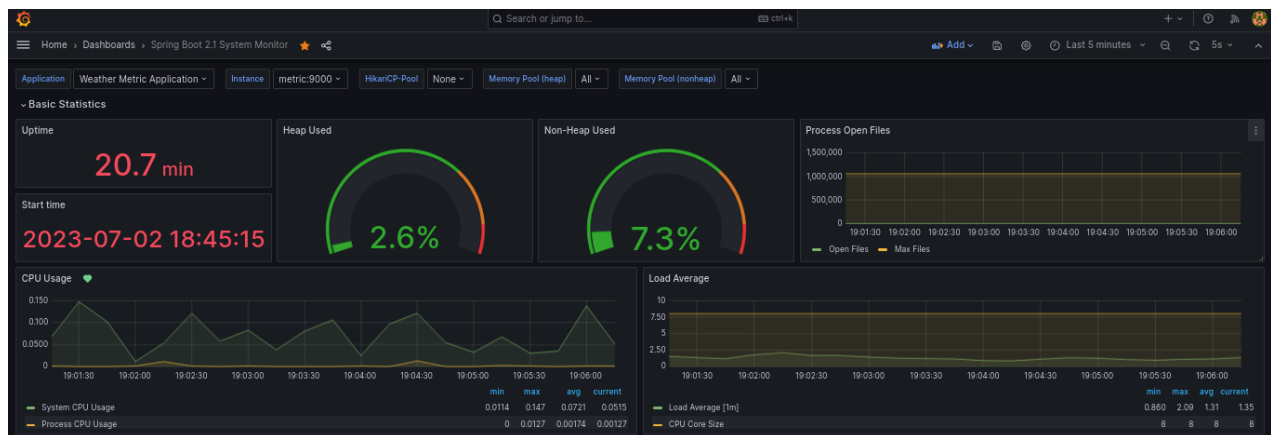 Search or jump to...
ctrl+k
Home › Dashboards › Spring Boot 2.1 System Monitor
Add
Last 5 minutes
5s
Application Weather Metric Application Instance metric:9000 HikariCP-Pool None Memory Pool (heap) All Memory Pool (nonheap) All
Basic Statistics
Uptime
20.7 min
Start time
2023-07-02 18:45:15
Heap Used
2.6%
Non-Heap Used
7.3%
Process Open Files
1,500,000
1,000,000
500,000
0
19:01:30 19:02:00 19:02:30 19:03:00 19:03:30 19:04:00 19:04:30 19:05:00 19:05:30 19:06:00
Open Files Max Files
CPU Usage
0.150
0.100
0.0500
0
19:01:30 19:02:00 19:02:30 19:03:00 19:03:30 19:04:00 19:04:30 19:05:00 19:05:30 19:06:00
min max avg current
System CPU Usage 0.0114 0.147 0.0721 0.0515
Process CPU Usage 0 0.0127 0.00174 0.00127
Load Average
10
7.50
5
2.50
0
19:01:30 19:02:00 19:02:30 19:03:00 19:03:30 19:04:00 19:04:30 19:05:00 19:05:30 19:06:00
min max avg current
Load Average [1m] 0.860 2.09 1.31 1.35
CPU Core Size 8 8 8 8